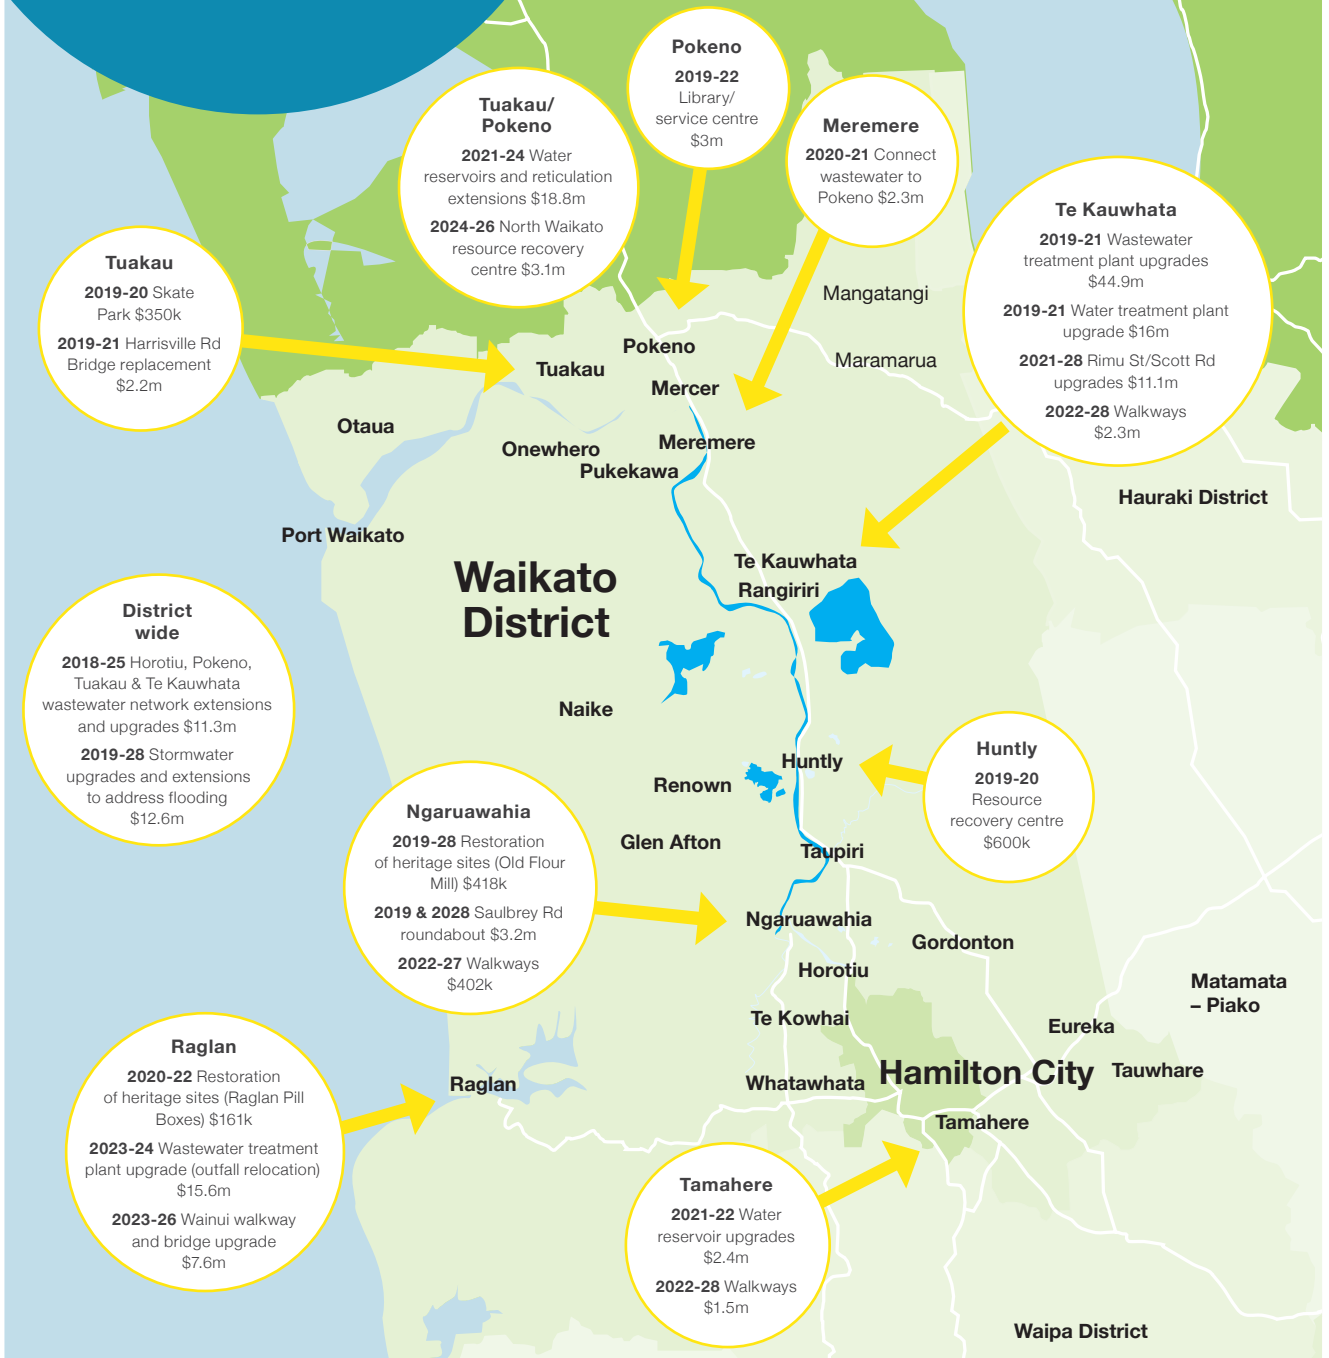 Pokeno
2019-22
Library/
service centre
$3m
Tuakau/
Pokeno
2021-24 Water
reservoirs and reticulation
extensions $18.8m
2024-26 North Waikato
resource recovery
centre $3.1m
Meremere
2020-21 Connect
wastewater to
Pokeno $2.3m
Te Kauwhata
2019-21 Wastewater
treatment plant upgrades
$44.9m
2019-21 Water treatment plant
upgrade $16m
2021-28 Rimu St/Scott Rd
upgrades $11.1m
2022-28 Walkways
$2.3m
Tuakau
2019-20 Skate
Park $350k
2019-21 Harrisville Rd
Bridge replacement
$2.2m
Mangatangi
Pokeno
Maramarua
Tuakau
Mercer
Otaua
Onewhero
Meremere
Pukekawa
Hauraki District
Port Waikato
Te Kauwhata
Waikato
District
Rangiriri
District
wide
2018-25 Horotiu, Pokeno,
Tuakau & Te Kauwhata
wastewater network extensions
and upgrades $11.3m
2019-28 Stormwater
upgrades and extensions
to address flooding
$12.6m
Naike
Huntly
Renown
Huntly
2019-20
Resource
recovery centre
$600k
Ngaruawahia
2019-28 Restoration
of heritage sites (Old Flour
Mill) $418k
2019 & 2028 Saulbrey Rd
roundabout $3.2m
2022-27 Walkways
$402k
Glen Afton
Taupiri
Ngaruawahia
Gordonton
Horotiu
Matamata
– Piako
Te Kowhai
Eureka
Hamilton City
Tauwhare
Raglan
Whatawhata
Tamahere
Raglan
2020-22 Restoration
of heritage sites (Raglan Pill
Boxes) $161k
2023-24 Wastewater treatment
plant upgrade (outfall relocation)
$15.6m
2023-26 Wainui walkway
and bridge upgrade
$7.6m
Tamahere
2021-22 Water
reservoir upgrades
$2.4m
2022-28 Walkways
$1.5m
Waipa District